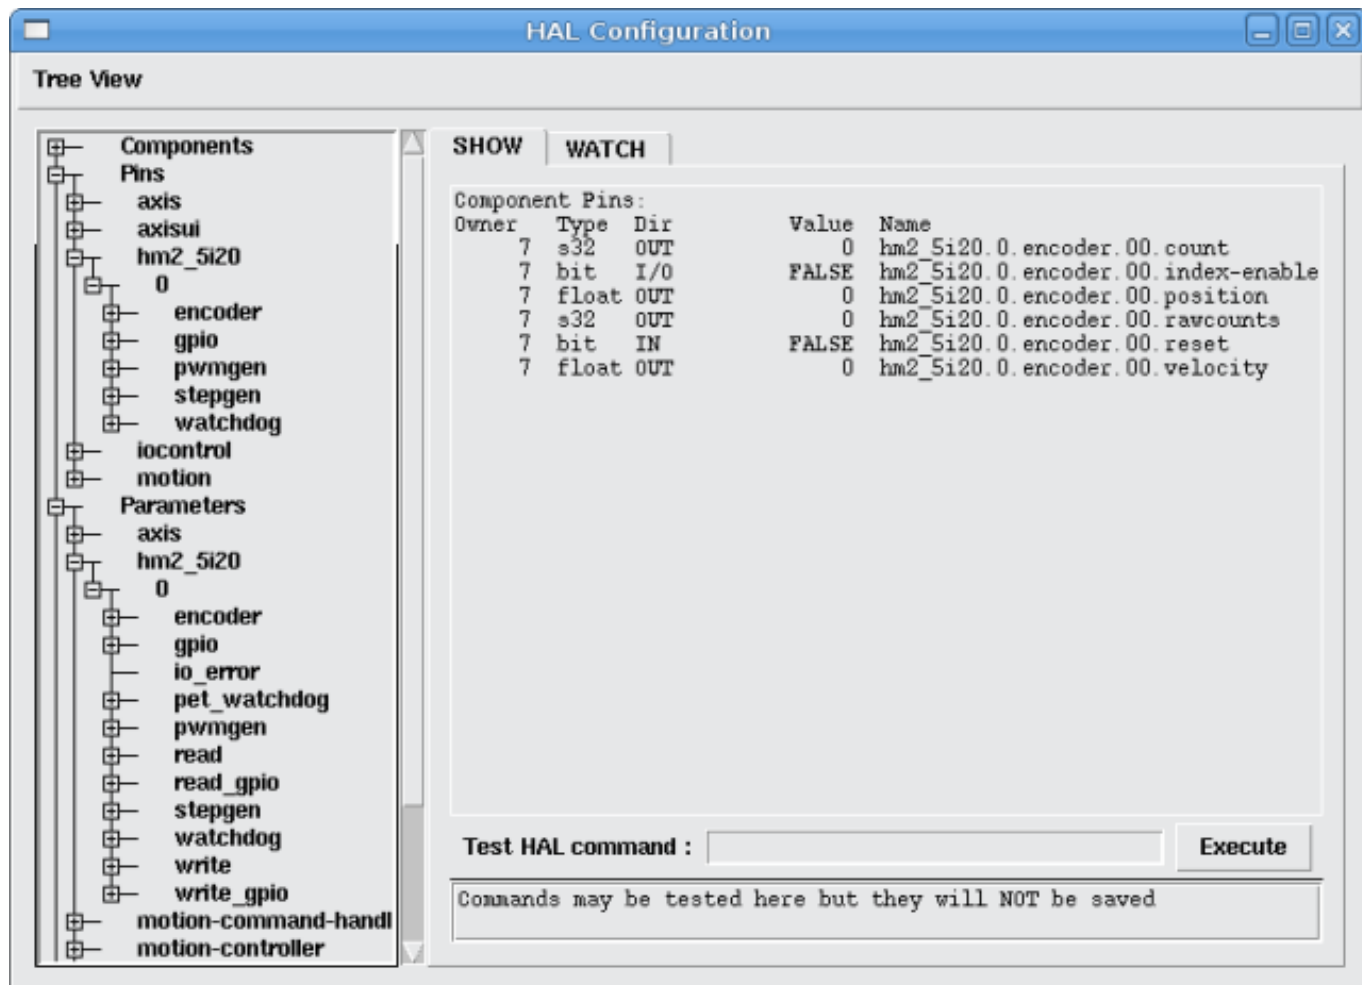 HAL Configuration
Tree View
Components
Pins
axis
axisui
hm2_5i20
0
encoder
gpio
pwmgen
stepgen
watchdog
iocontrol
motion
Parameters
axis
hm2_5i20
0
encoder
gpio
io_error
pet_watchdog
pwmgen
read
read_gpio
stepgen
watchdog
write
write_gpio
motion-command-handl
motion-controller
SHOW WATCH
Component Pins:
Owner Type Dir Value Name
7 s32 OUT 0 hm2_5i20.0.encoder.00.count
7 bit I/O FALSE hm2_5i20.0.encoder.00.index-enable
7 float OUT 0 hm2_5i20.0.encoder.00.position
7 s32 OUT 0 hm2_5i20.0.encoder.00.rawcounts
7 bit IN FALSE hm2_5i20.0.encoder.00.reset
7 float OUT 0 hm2_5i20.0.encoder.00.velocity
Test HAL command : Execute
Commands may be tested here but they will NOT be saved